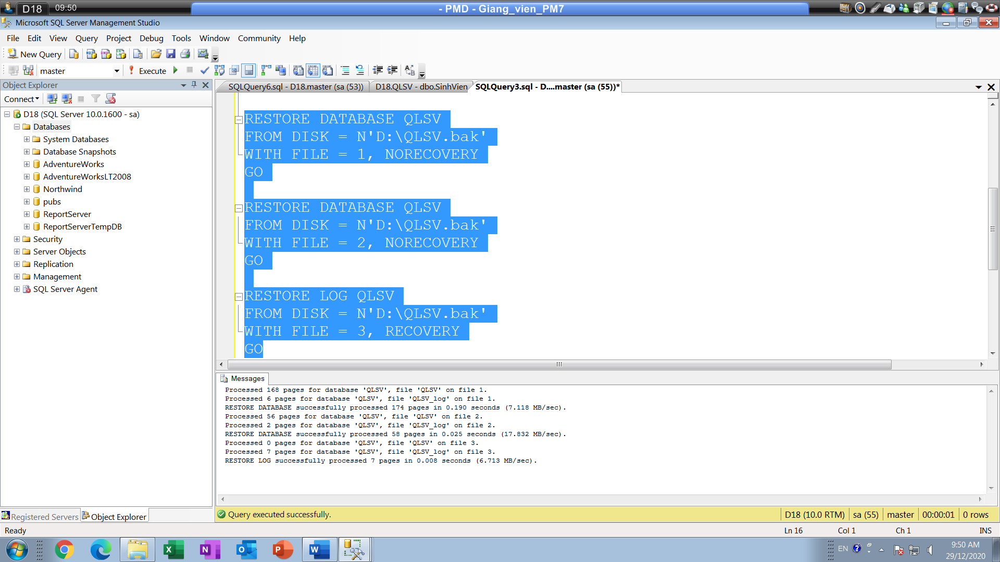 D18
09:50
- PMD - Giang_vien_PM7
Microsoft SQL Server Management Studio
File Edit View Query Project Debug Tools Window Community Help
New Query
master
Execute
Object Explorer
Connect
D18 (SQL Server 10.0.1600 - sa)
Databases
System Databases
Database Snapshots
AdventureWorks
AdventureWorksLT2008
Northwind
pubs
ReportServer
ReportServerTempDB
Security
Server Objects
Replication
Management
SQL Server Agent
Registered Servers
Object Explorer
SQLQuery6.sql - D18.master (sa (53))
D18.QLSV - dbo.SinhVien
SQLQuery3.sql - D....master (sa (55))*
RESTORE DATABASE QLSV
FROM DISK = N'D:\QLSV.bak'
WITH FILE = 1, NORECOVERY
GO
RESTORE DATABASE QLSV
FROM DISK = N'D:\QLSV.bak'
WITH FILE = 2, NORECOVERY
GO
RESTORE LOG QLSV
FROM DISK = N'D:\QLSV.bak'
WITH FILE = 3, RECOVERY
GO
Messages
Processed 168 pages for database 'QLSV', file 'QLSV' on file 1.
Processed 6 pages for database 'QLSV', file 'QLSV_log' on file 1.
RESTORE DATABASE successfully processed 174 pages in 0.190 seconds (7.118 MB/sec).
Processed 56 pages for database 'QLSV', file 'QLSV' on file 2.
Processed 2 pages for database 'QLSV', file 'QLSV_log' on file 2.
RESTORE DATABASE successfully processed 58 pages in 0.025 seconds (17.832 MB/sec).
Processed 0 pages for database 'QLSV', file 'QLSV' on file 3.
Processed 7 pages for database 'QLSV', file 'QLSV_log' on file 3.
RESTORE LOG successfully processed 7 pages in 0.008 seconds (6.713 MB/sec).
Query executed successfully.
D18 (10.0 RTM)
sa (55)
master
00:00:01
0 rows
Ready
Ln 16
Col 1
Ch 1
INS
EN
9:50 AM
29/12/2020